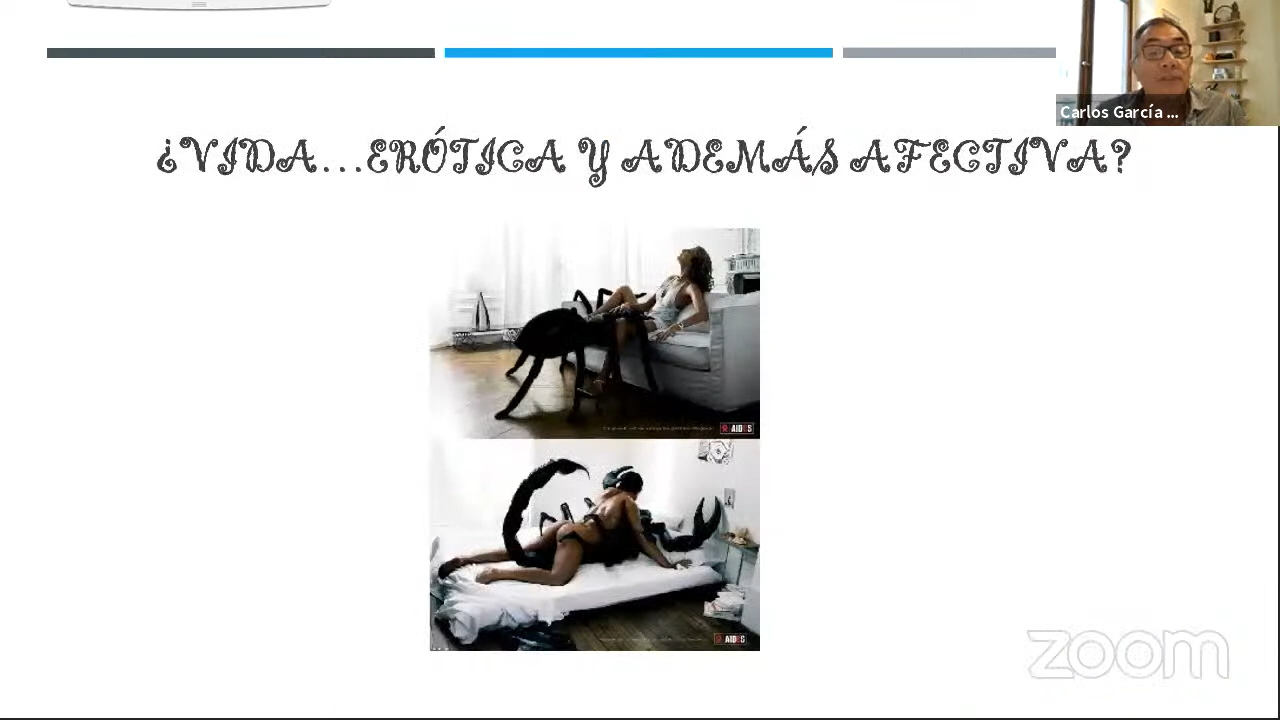 Carlos García ...
¿VIDA...ERÓTICA Y ADEMÁS AFECTIVA?
AIDES
AIDES
zoom